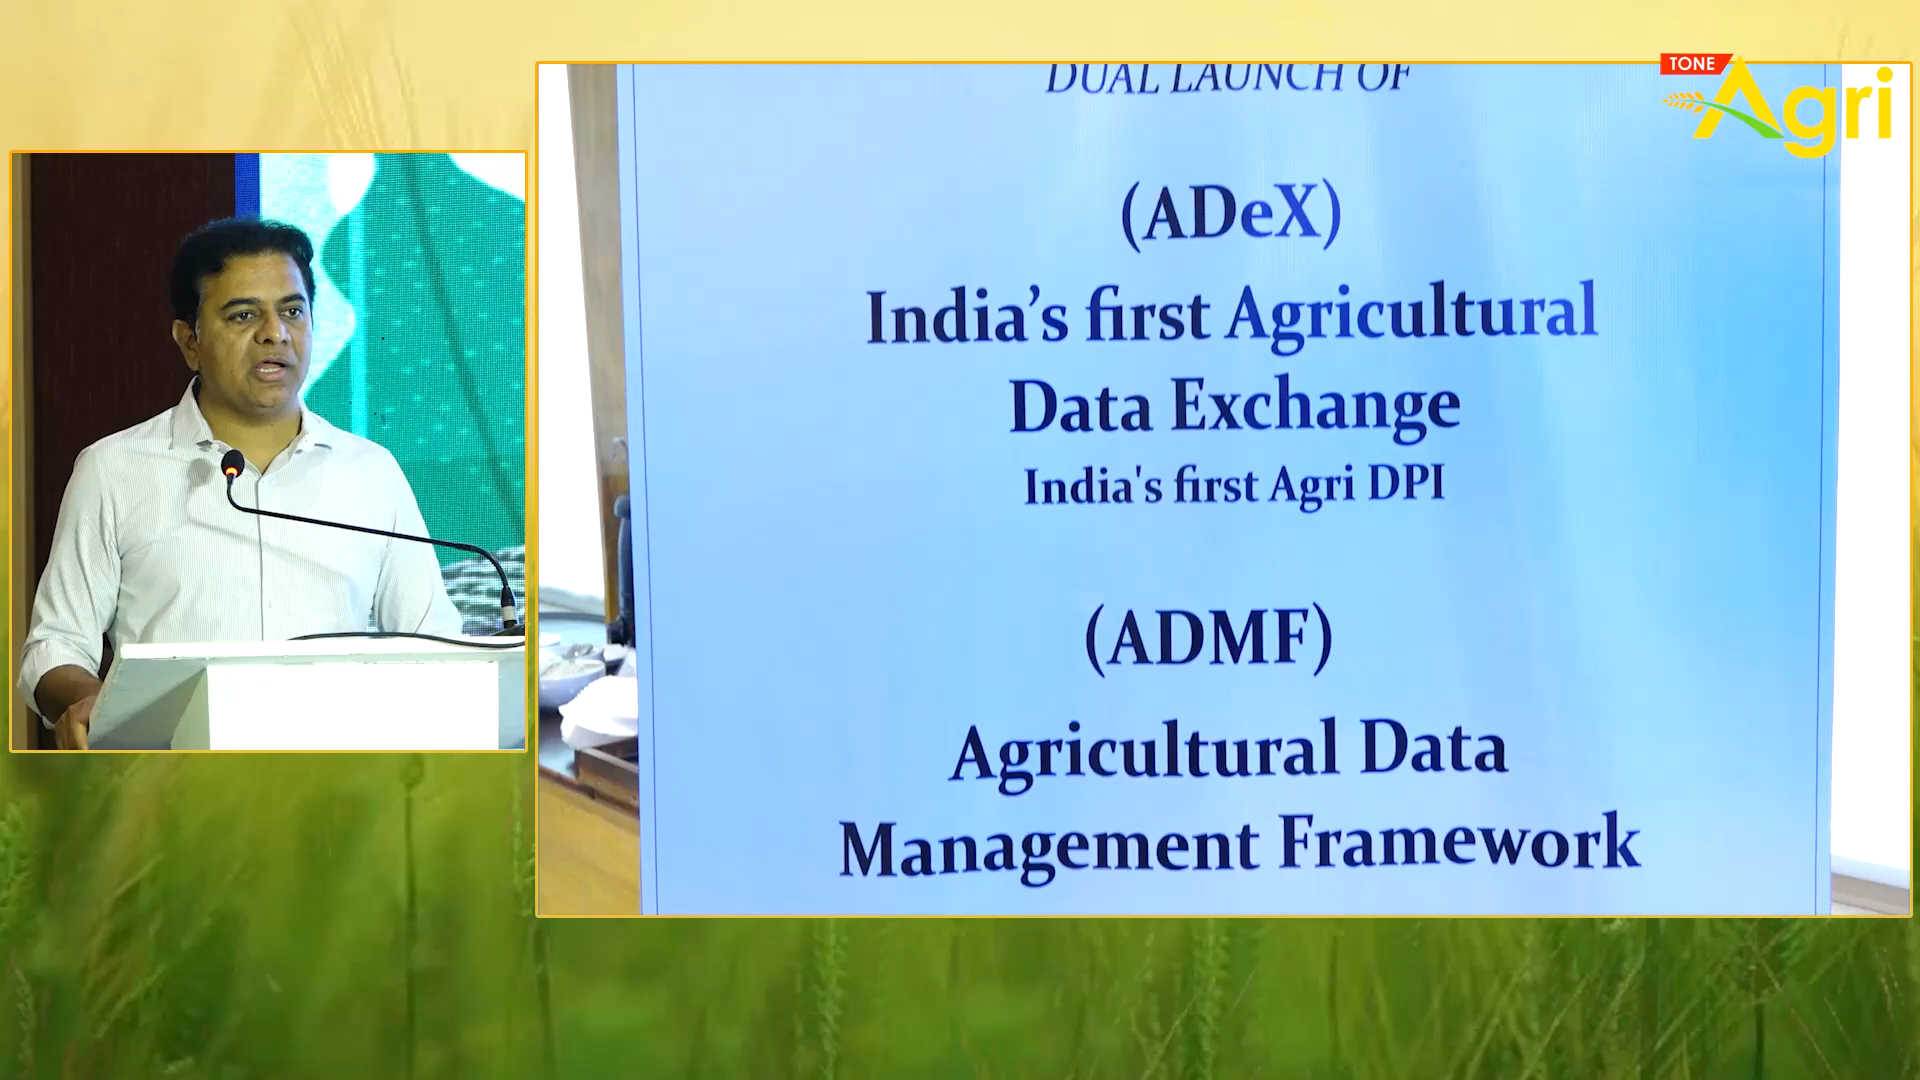 TONE
Agri
DUAL LAUNCH OF
(ADeX)
India’s first Agricultural
Data Exchange
India's first Agri DPI
(ADMF)
Agricultural Data
Management Framework